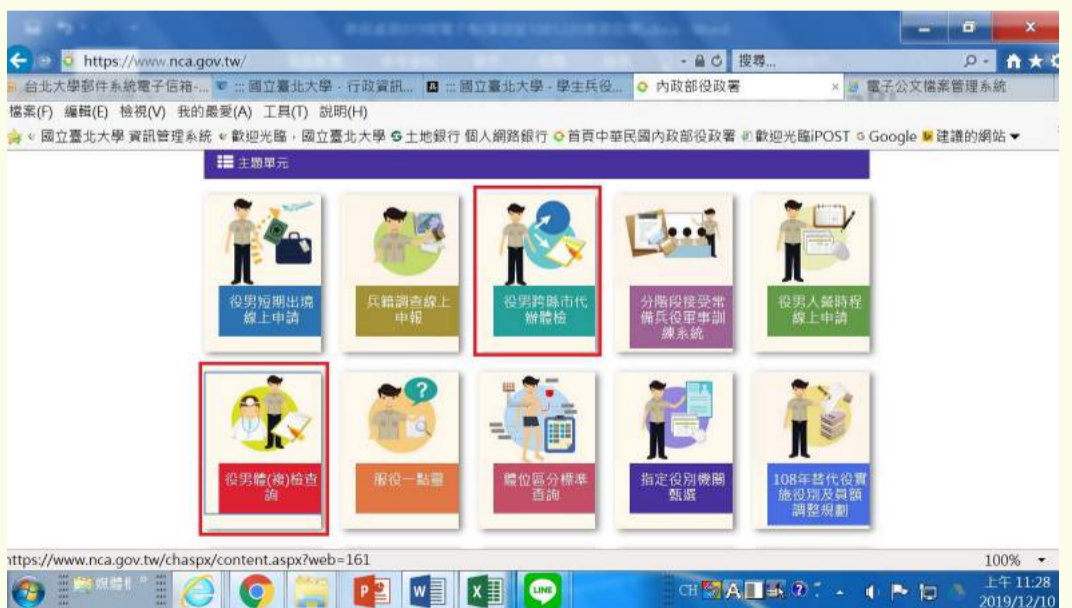 https://www.nca.gov.tw/
搜尋...
台北大學郵件系統電子信箱-...
::: 國立臺北大學 - 行政資訊...
::: 國立臺北大學 - 學生兵役...
內政部役政署
電子公文檔案管理系統
檔案(F) 編輯(E) 檢視(V) 我的最愛(A) 工具(T) 說明(H)
國立臺北大學 資訊管理系統
歡迎光臨 - 國立臺北大學
土地銀行 個人網路銀行
首頁中華民國內政部役政署
歡迎光臨iPOST
Google
建議的網站
主題單元
役男短期出境
線上申請
兵籍調查線上
申報
役男跨縣市代
辦體檢
分階段接受常
備兵役軍事訓
練系統
役男入營時程
線上申請
役男體(複)檢查
詢
服役一點靈
體位區分標準
查詢
指定役別機關
甄選
108年替代役實
施役別及員額
調整規劃
https://www.nca.gov.tw/chaspx/content.aspx?web=161
100%
LINE
CH
上午 11:28
2019/12/10